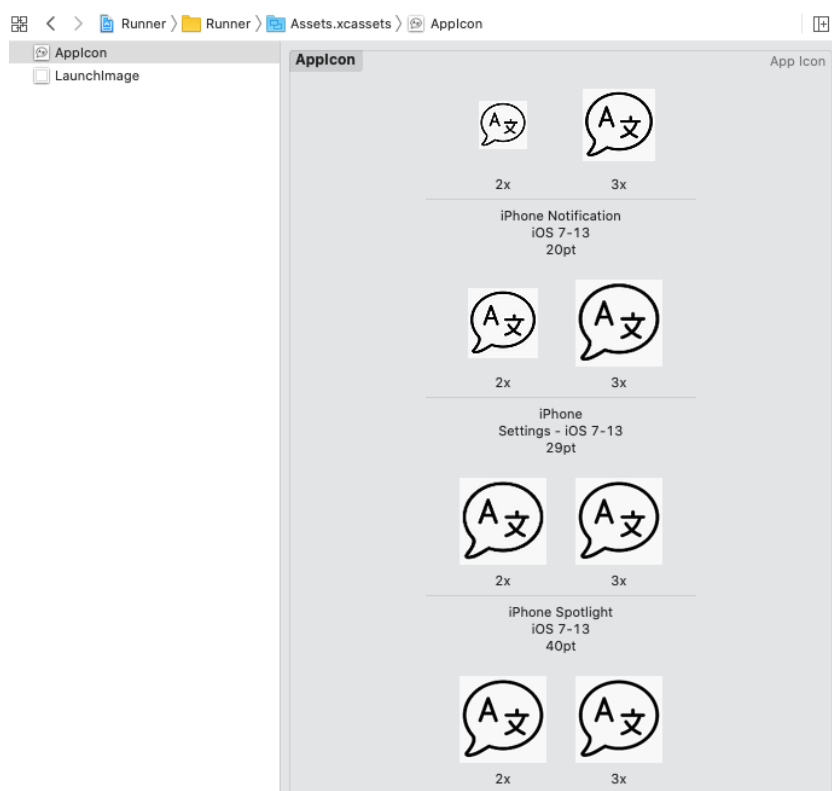 Runner 〉 Runner 〉 Assets.xcassets 〉 AppIcon
AppIcon
LaunchImage
AppIcon
App Icon
A文 A文
2x 3x
iPhone Notification
iOS 7-13
20pt
A文 A文
2x 3x
iPhone
Settings - iOS 7-13
29pt
A文 A文
2x 3x
iPhone Spotlight
iOS 7-13
40pt
A文 A文
2x 3x